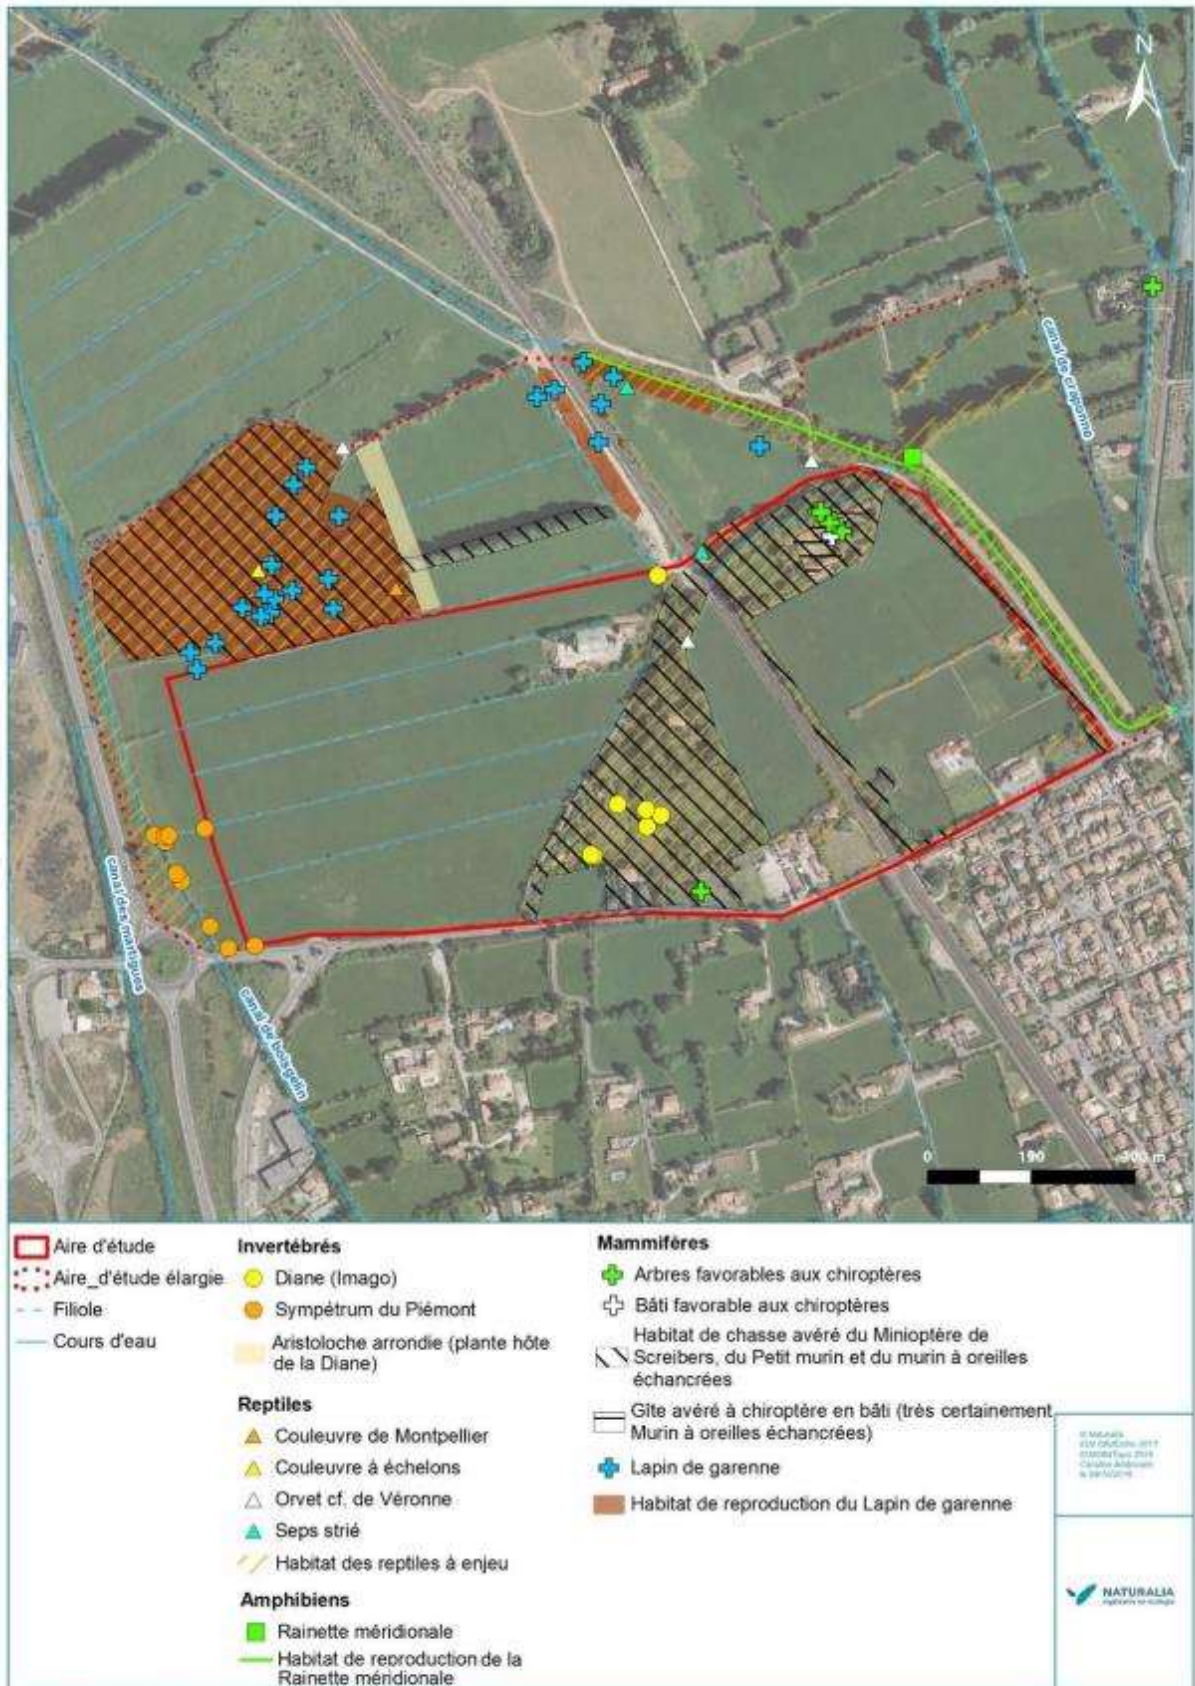 N
canal de craponne
canal des martigues
canal de boisgelin
0 190 380 m
Aire d'étude
Aire_d'étude élargie
Filiole
Cours d'eau
Invertébrés
Diane (Imago)
Sympétrum du Piémont
Aristoloche arrondie (plante hôte
de la Diane)
Reptiles
Couleuvre de Montpellier
Couleuvre à échelons
Orvet cf. de Véronne
Seps strié
Habitat des reptiles à enjeu
Amphibiens
Rainette méridionale
Habitat de reproduction de la
Rainette méridionale
Mammifères
Arbres favorables aux chiroptères
Bâti favorable aux chiroptères
Habitat de chasse avéré du Minioptère de
Screibers, du Petit murin et du murin à oreilles
échancrées
Gîte avéré à chiroptère en bâti (très certainement
Murin à oreilles échancrées)
Lapin de garenne
Habitat de reproduction du Lapin de garenne
NATURALIA